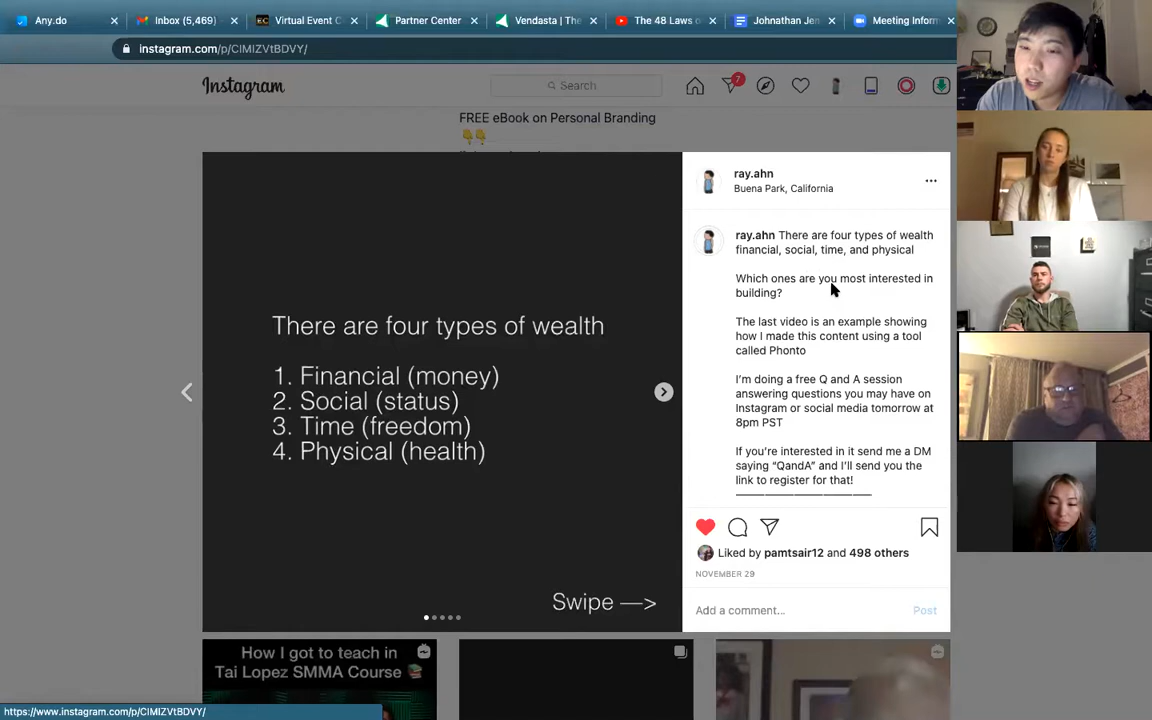 Any.do
Inbox (5,469)
Virtual Event C
Partner Center
Vendasta | The
The 48 Laws o
Johnathan Jen
Meeting Inform
instagram.com/p/CIMIZVtBDVY/
Instagram
Search
7
FREE eBook on Personal Branding
👇👇
There are four types of wealth
1. Financial (money)
2. Social (status)
3. Time (freedom)
4. Physical (health)
Swipe —>
ray.ahn
Buena Park, California
ray.ahn There are four types of wealth
financial, social, time, and physical
Which ones are you most interested in
building?
The last video is an example showing
how I made this content using a tool
called Phonto
I'm doing a free Q and A session
answering questions you may have on
Instagram or social media tomorrow at
8pm PST
If you're interested in it send me a DM
saying “QandA” and I'll send you the
link to register for that!
Liked by pamtsair12 and 498 others
NOVEMBER 29
Add a comment...
Post
How I got to teach in
Tai Lopez SMMA Course 📚
https://www.instagram.com/p/CIMIZVtBDVY/